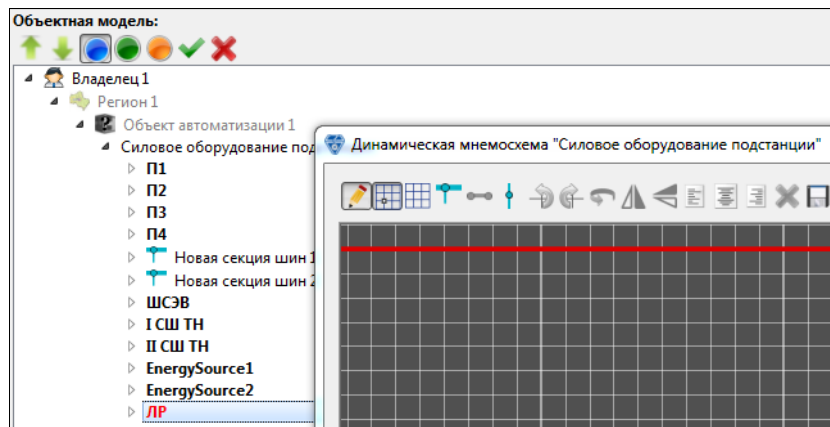 Объектная модель:
Владелец 1
Регион 1
Объект автоматизации 1
Силовое оборудование под
Динамическая мнемосхема "Силовое оборудование подстанции"
П1
П2
П3
П4
Новая секция шин 1
Новая секция шин 2
ШСЭВ
I СШ ТН
II СШ ТН
EnergySource1
EnergySource2
ЛР